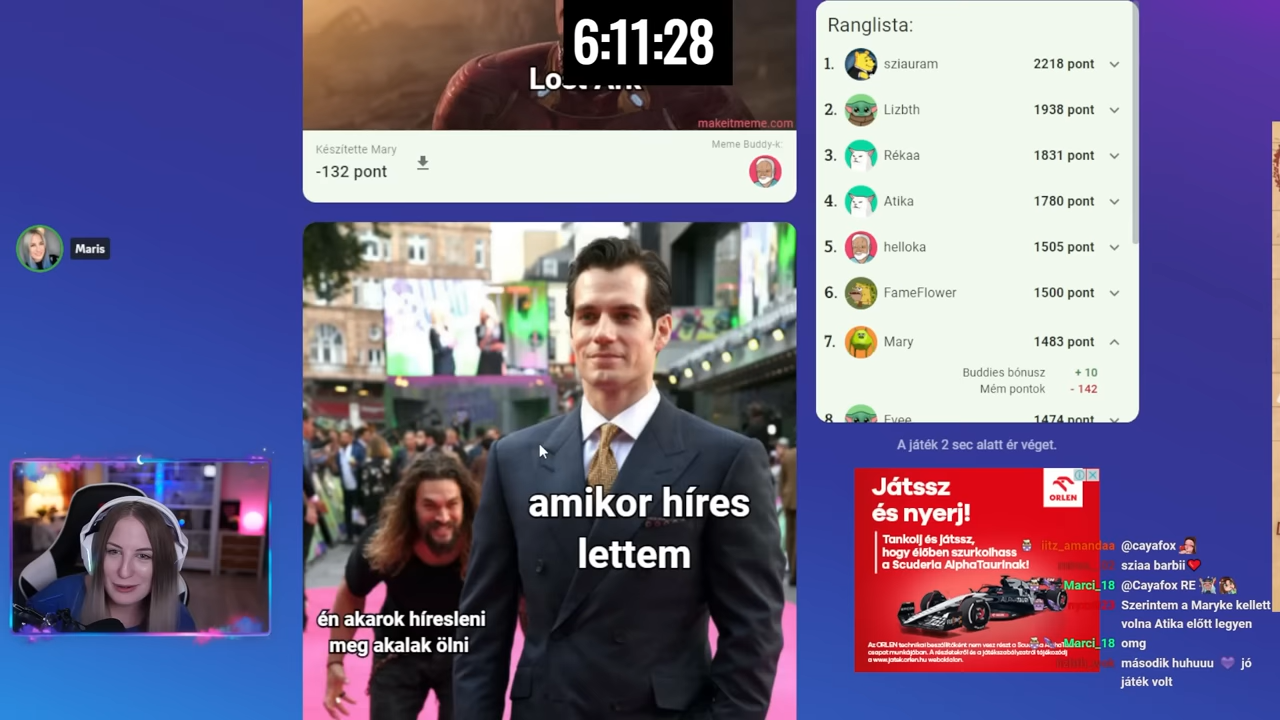 6:11:28
Lost Ark
makeitmeme.com
Készítette Mary
-132 pont
Meme Buddy-k:
Maris
amikor híres
lettem
én akarok híresleni
meg akalak ölni
Ranglista:
1. sziauram 2218 pont
2. Lizbth 1938 pont
3. Rékaa 1831 pont
4. Atika 1780 pont
5. helloka 1505 pont
6. FameFlower 1500 pont
7. Mary 1483 pont
Buddies bónusz + 10
Mém pontok - 142
8. Evee 1474 pont
A játék 2 sec alatt ér véget.
Játssz
és nyerj!
ORLEN
Tankolj és játssz,
hogy élőben szurkolhass
a Scuderia AlphaTaurinak!
iitz_amandaa @cayafox
sziaa barbii
Marci_18 @Cayafox RE
Szerintem a Maryke kellett
volna Atika előtt legyen
Marci_18 omg
második huhuuu jó
játék volt